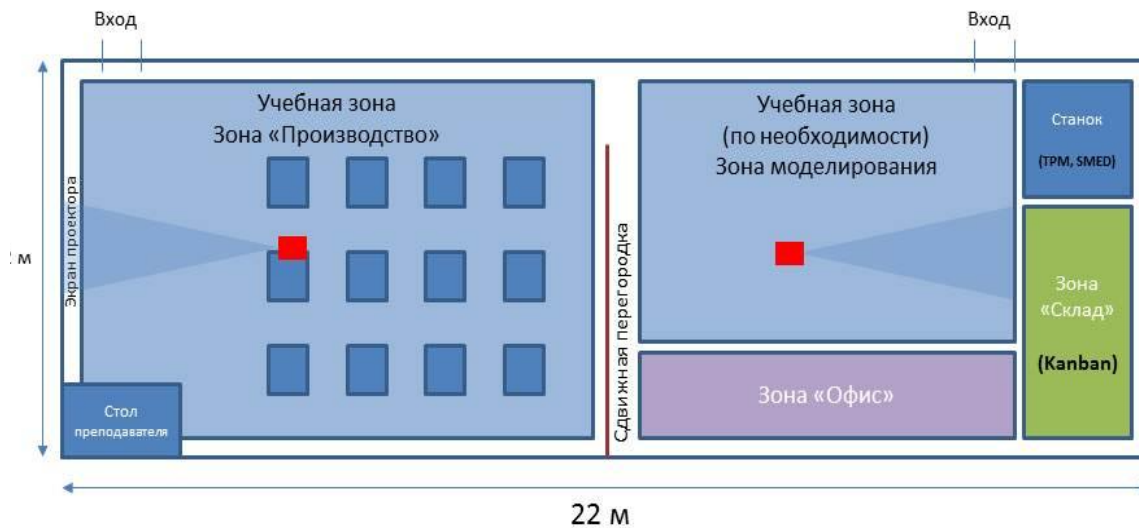 Вход
Вход
Учебная зона
Зона «Производство»
Экран проектора
Стол
преподавателя
Сдвижная перегородка
Учебная зона
(по необходимости)
Зона моделирования
Станок
(TPM, SMED)
Зона
«Склад»
(Kanban)
Зона «Офис»
м
22 м